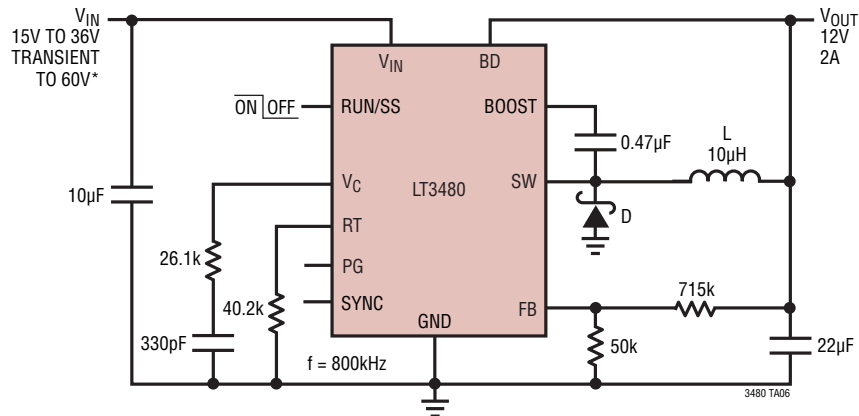 VIN
15V TO 36V
TRANSIENT
TO 60V*
VOUT
12V
2A
VIN
BD
ON OFF
RUN/SS
BOOST
0.47µF
L
10µH
10µF
VC
LT3480
SW
D
RT
26.1k
PG
40.2k
SYNC
FB
715k
GND
330pF
f = 800kHz
50k
22µF
3480 TA06